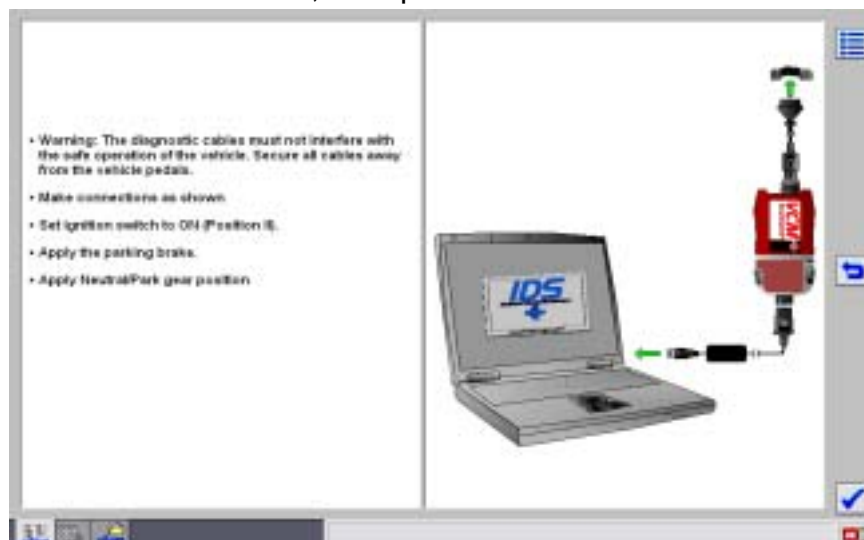 • Warning: The diagnostic cables must not interfere with
the safe operation of the vehicle. Secure all cables away
from the vehicle pedals.
• Make connections as shown
• Set ignition switch to ON (Position II).
• Apply the parking brake.
• Apply Neutral/Park gear position
IDS
VCM